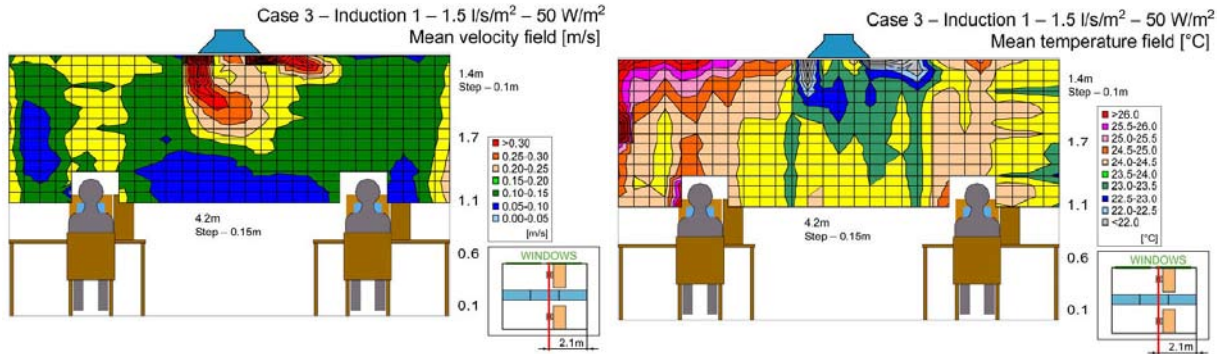 Case 3 – Induction 1 – 1.5 l/s/m² – 50 W/m²
Mean velocity field [m/s]
1.4m
Step – 0.1m
1.7
>0.30
0.25-0.30
0.20-0.25
0.15-0.20
0.10-0.15
0.05-0.10
0.00-0.05
[m/s]
1.1
4.2m
Step – 0.15m
0.6
WINDOWS
0.1
2.1m
Case 3 – Induction 1 – 1.5 l/s/m² – 50 W/m²
Mean temperature field [°C]
1.4m
Step – 0.1m
1.7
>26.0
25.5-26.0
25.0-25.5
24.5-25.0
24.0-24.5
23.5-24.0
23.0-23.5
22.5-23.0
22.0-22.5
<22.0
[°C]
1.1
4.2m
Step – 0.15m
0.6
WINDOWS
0.1
2.1m